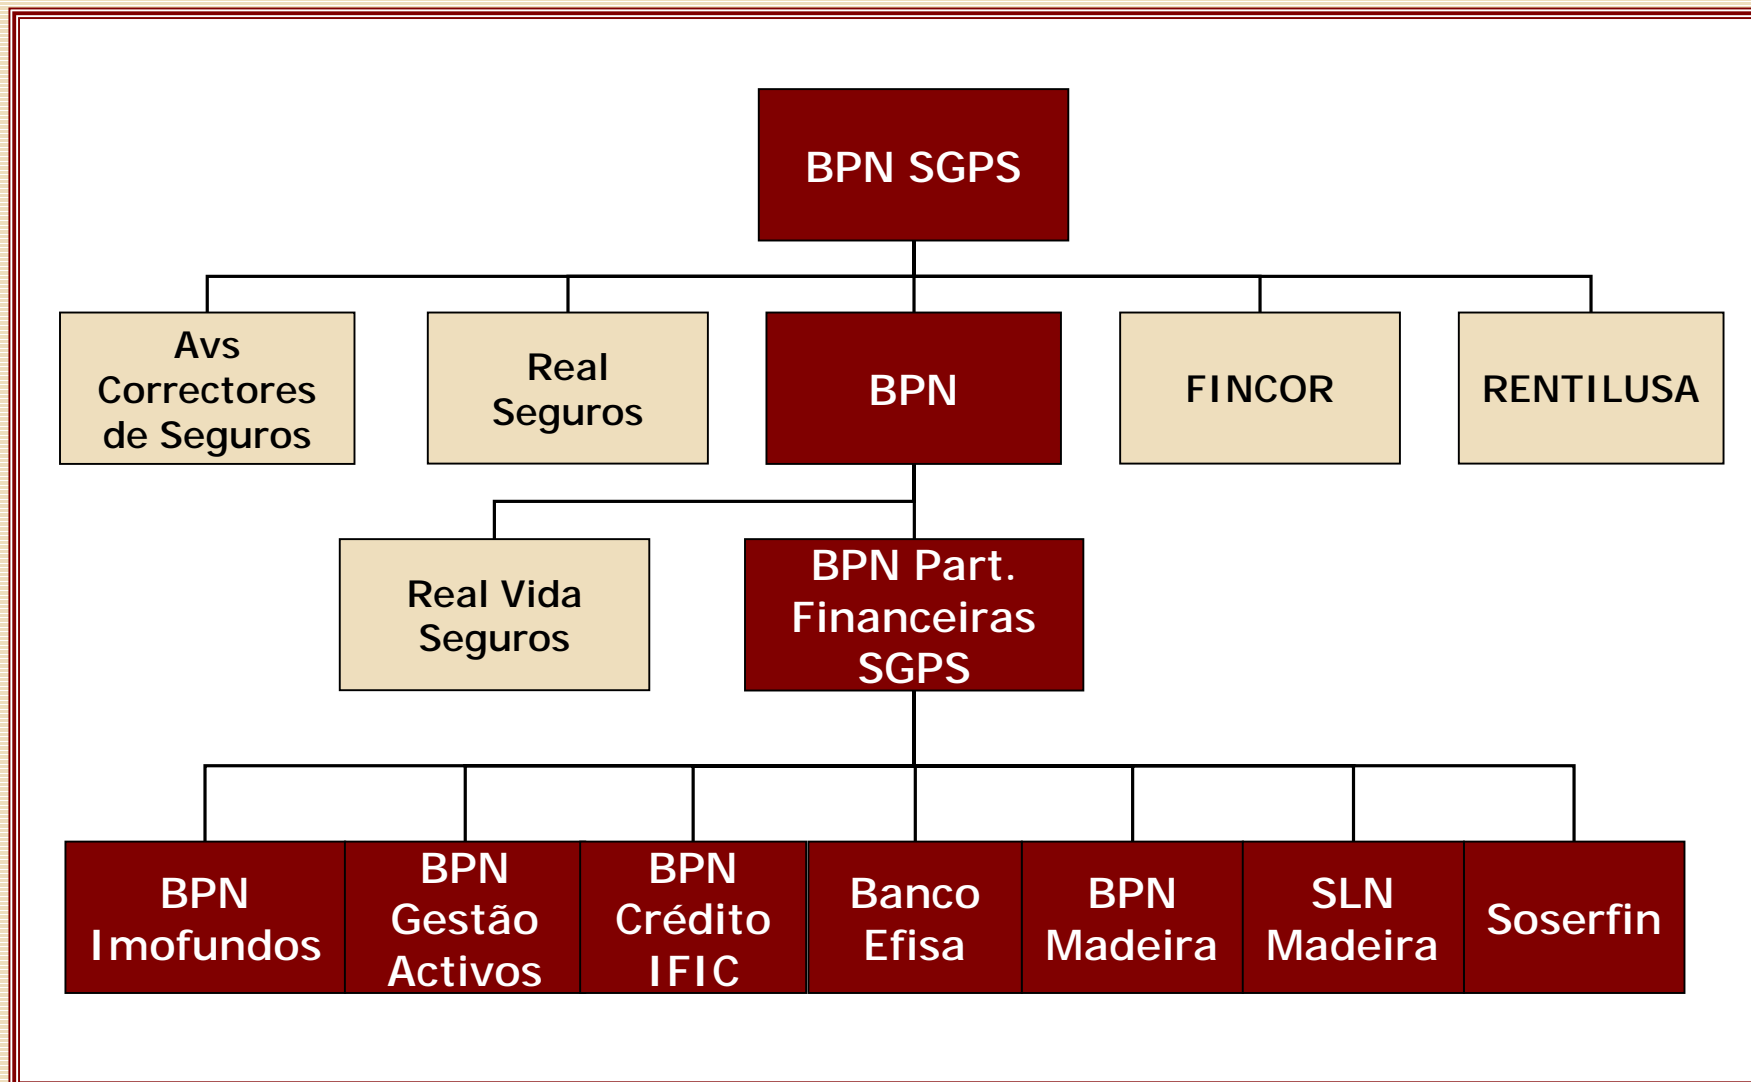 BPN SGPS
Avs
Correctores
de Seguros
Real
Seguros
BPN
FINCOR
RENTILUSA
Real Vida
Seguros
BPN Part.
Financeiras
SGPS
BPN
Imofundos
BPN
Gestão
Activos
BPN
Crédito
IFIC
Banco
Efisa
BPN
Madeira
SLN
Madeira
Soserfin